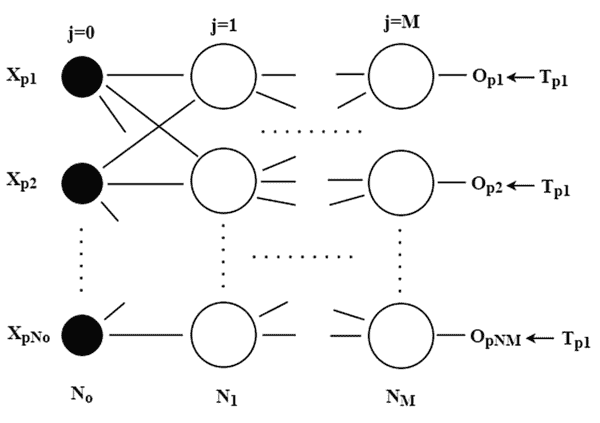 j=0 j=1 j=M
Xp1 Op1 ← Tp1
Xp2 Op2 ← Tp1
XpNo OpNM ← Tp1
No N1 NM